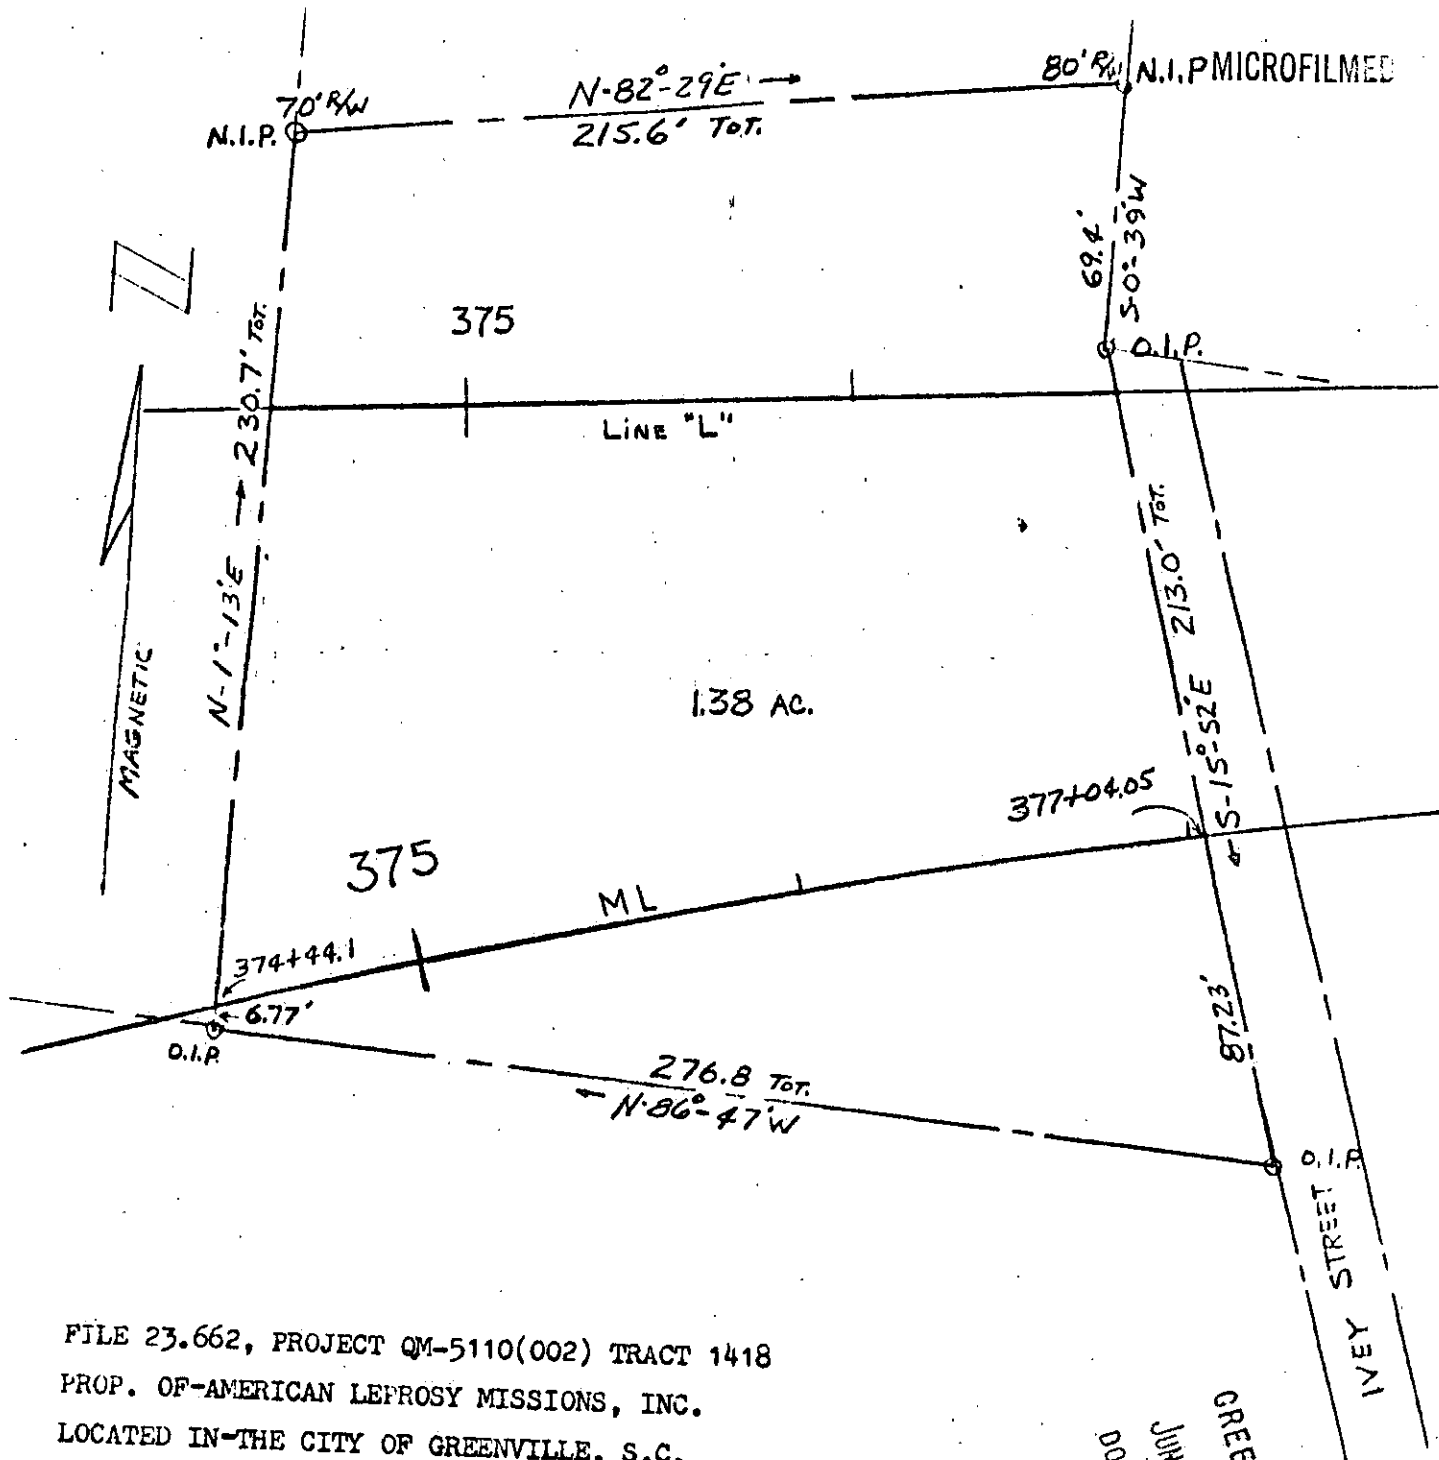 70' R/W
N-82°-29'E →
80' R/W
N.I.P MICROFILMED
N.I.P.
215.6' TOT.
69.4'
S-0°-39'W
375
O.I.P.
LINE "L"
N-1°-13'E → 230.7' TOT.
MAGNETIC
← S-15°-52'E 213.0' TOT.
1.38 AC.
377+04.05
375
ML
374+44.1
6.77'
O.I.P.
87.23'
276.8 TOT.
← N-86°-47'W
O.I.P.
IVEY STREET
FILE 23.662, PROJECT QM-5110(002) TRACT 1418
PROP. OF-AMERICAN LEPROSY MISSIONS, INC.
LOCATED IN-THE CITY OF GREENVILLE, S.C.